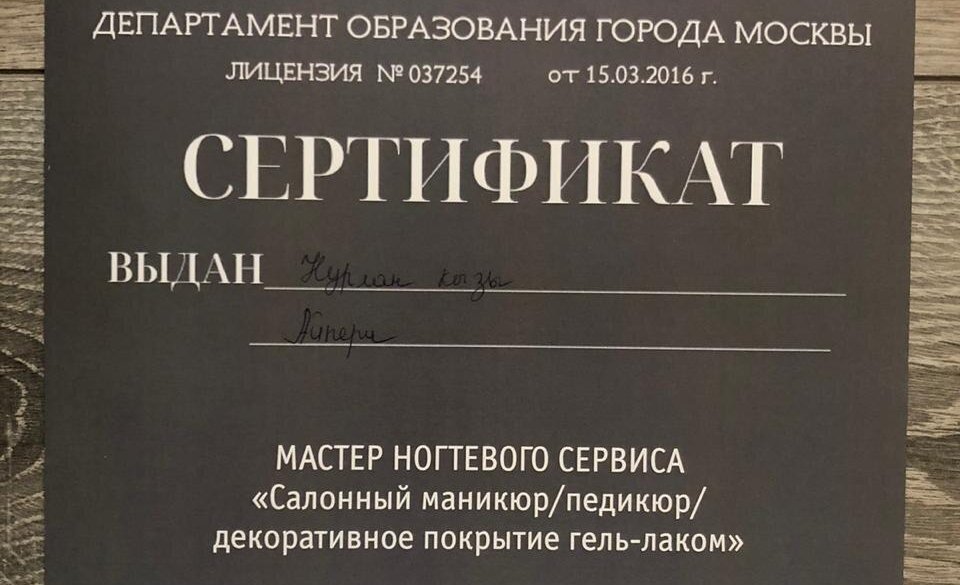 ДЕПАРТАМЕНТ ОБРАЗОВАНИЯ ГОРОДА МОСКВЫ
ЛИЦЕНЗИЯ № 037254 от 15.03.2016 г.
СЕРТИФИКАТ
ВЫДАН Нурлан кызы
Айпери
МАСТЕР НОГТЕВОГО СЕРВИСА
«Салонный маникюр/педикюр/
декоративное покрытие гель-лаком»